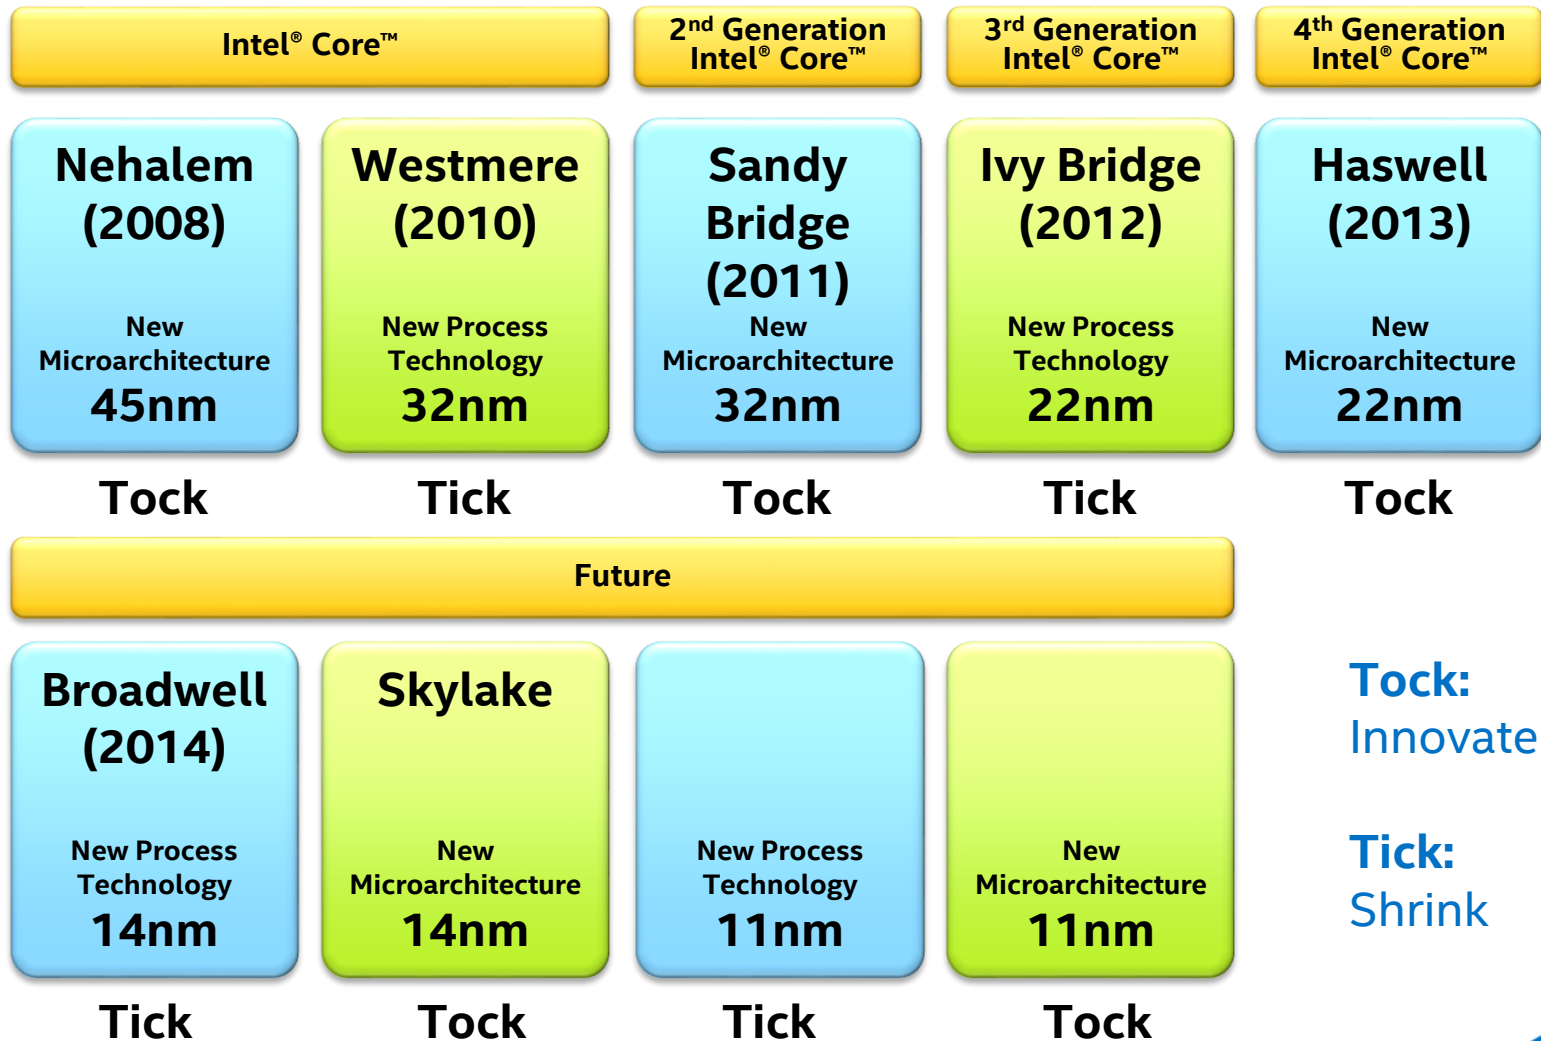 Intel® Core™
2nd Generation
Intel® Core™
3rd Generation
Intel® Core™
4th Generation
Intel® Core™
Nehalem
(2008)
New
Microarchitecture
45nm
Westmere
(2010)
New Process
Technology
32nm
Sandy
Bridge
(2011)
New
Microarchitecture
32nm
Ivy Bridge
(2012)
New Process
Technology
22nm
Haswell
(2013)
New
Microarchitecture
22nm
Tock
Tick
Tock
Tick
Tock
Future
Broadwell
(2014)
New Process
Technology
14nm
Skylake
New
Microarchitecture
14nm
New Process
Technology
11nm
New
Microarchitecture
11nm
Tock:
Innovate
Tick:
Shrink
Tick
Tock
Tick
Tock